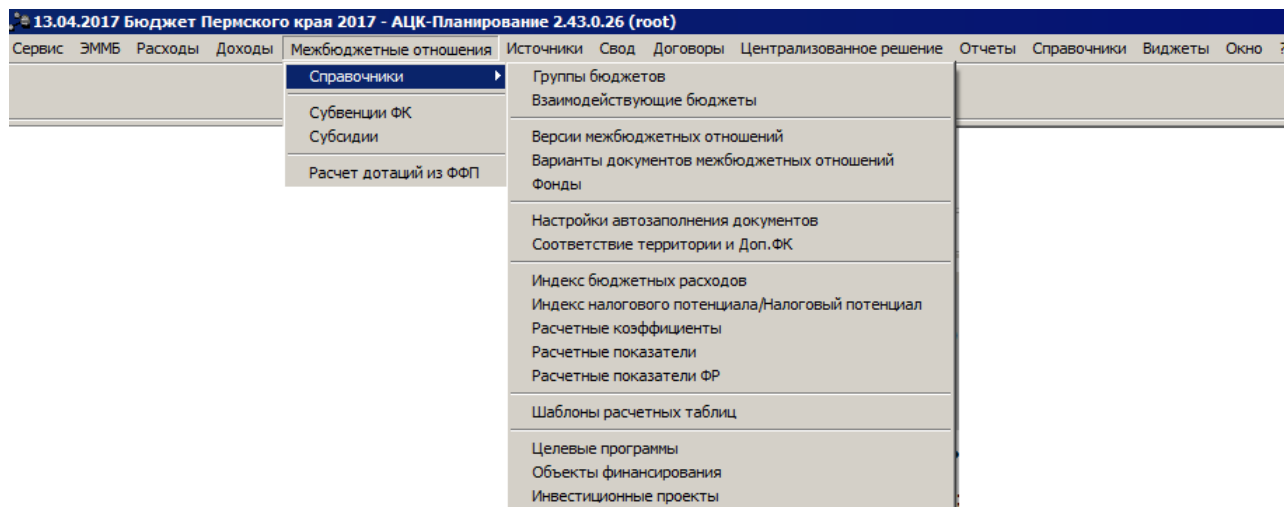 13.04.2017 Бюджет Пермского края 2017 - АЦК-Планирование 2.43.0.26 (root)
Сервис ЭММБ Расходы Доходы Межбюджетные отношения Источники Свод Договоры Централизованное решение Отчеты Справочники Виджеты Окно ?
Справочники
Субвенции ФК
Субсидии
Расчет дотаций из ФФП
Группы бюджетов
Взаимодействующие бюджеты
Версии межбюджетных отношений
Варианты документов межбюджетных отношений
Фонды
Настройки автозаполнения документов
Соответствие территории и Доп.ФК
Индекс бюджетных расходов
Индекс налогового потенциала/Налоговый потенциал
Расчетные коэффициенты
Расчетные показатели
Расчетные показатели ФР
Шаблоны расчетных таблиц
Целевые программы
Объекты финансирования
Инвестиционные проекты